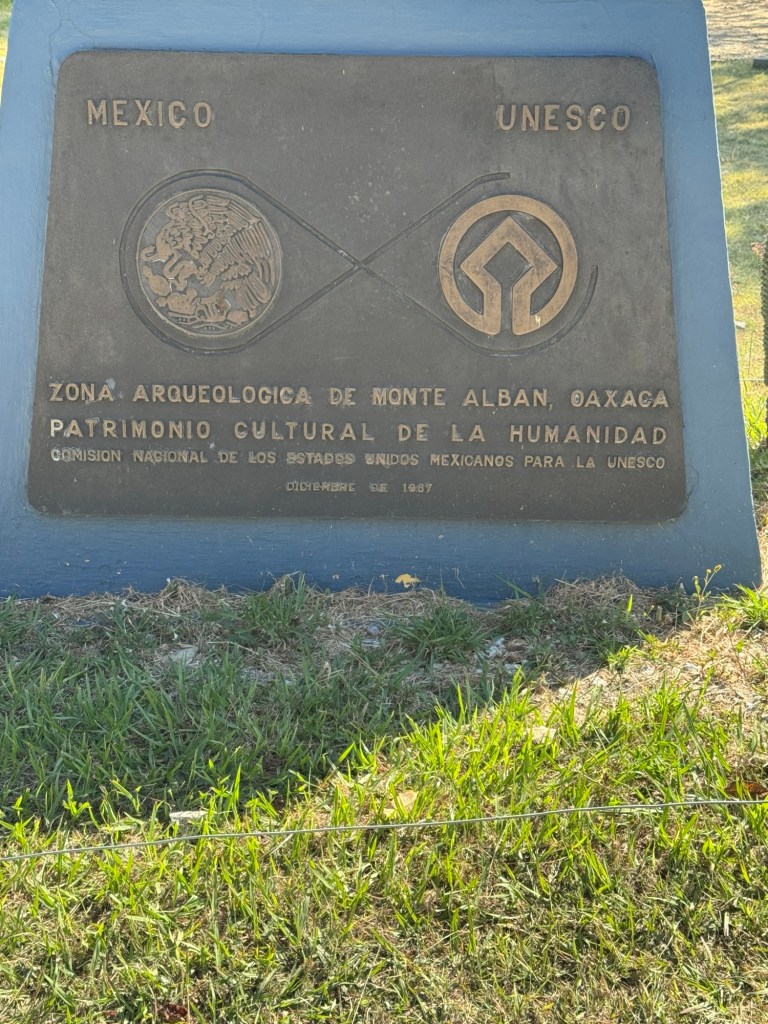 MEXICO UNESCO
ZONA ARQUEOLOGICA DE MONTE ALBAN, OAXACA
PATRIMONIO CULTURAL DE LA HUMANIDAD
COMISION NACIONAL DE LOS ESTADOS UNIDOS MEXICANOS PARA LA UNESCO
DICIEMBRE DE 1987